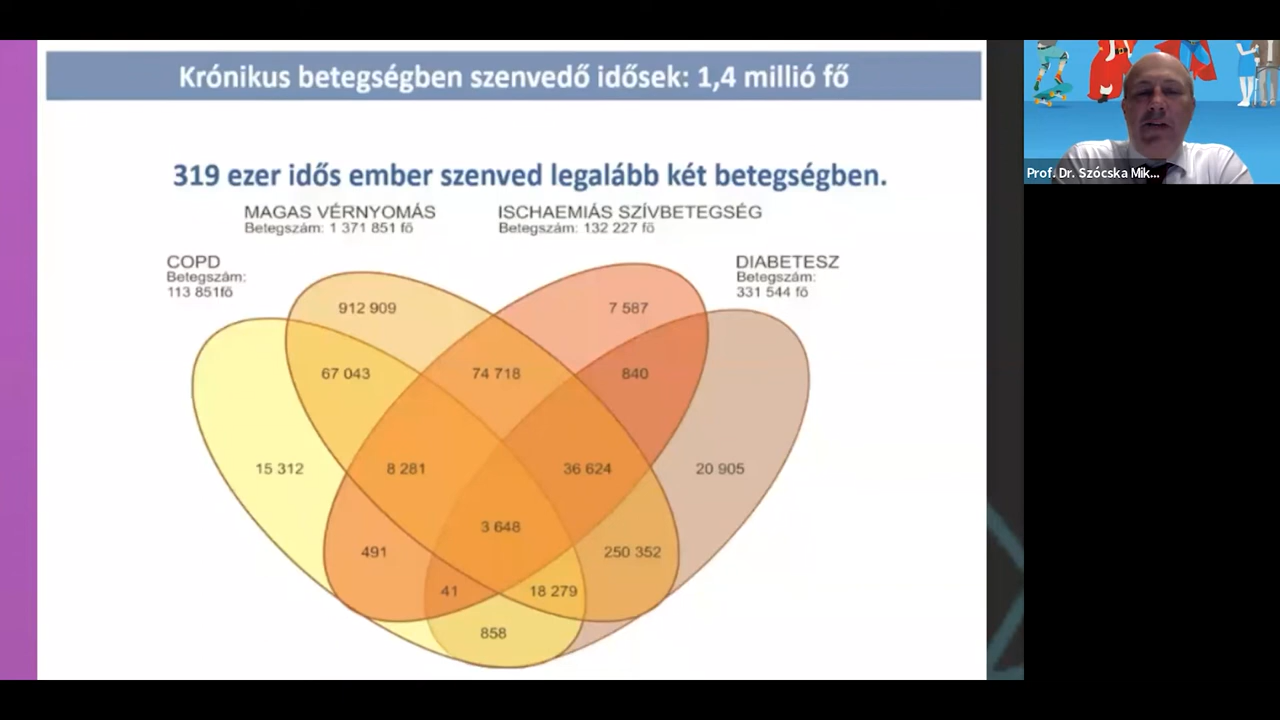 Krónikus betegségben szenvedő idősek: 1,4 millió fő
319 ezer idős ember szenved legalább két betegségben.
MAGAS VÉRNYOMÁS
Betegszám: 1 371 851 fő
ISCHAEMIÁS SZÍVBETEGSÉG
Betegszám: 132 227 fő
COPD
Betegszám:
113 851fő
DIABETESZ
Betegszám:
331 544 fő
912 909
7 587
67 043
74 718
840
15 312
8 281
36 624
20 905
3 648
491
250 352
41
18 279
858
Prof. Dr. Szócska Mik...